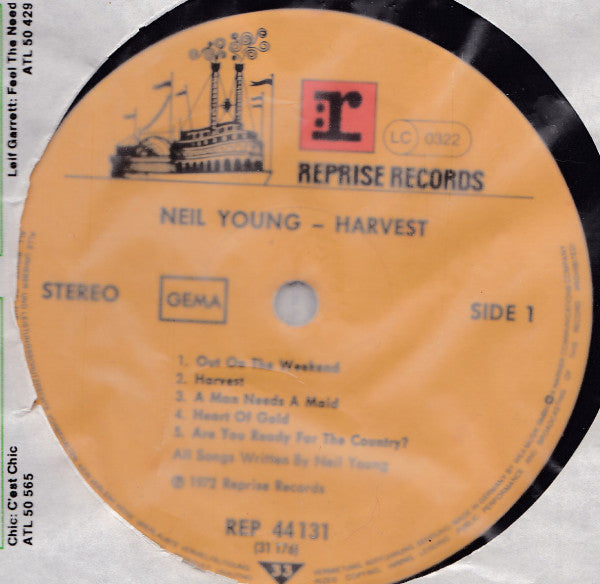 Leif Garrett: Feel The Need
ATL 50 429
Chic: C'est Chic
ATL 50 565
r
LC 0322
REPRISE RECORDS
NEIL YOUNG – HARVEST
STEREO
GEMA
SIDE 1
1. Out On The Weekend
2. Harvest
3. A Man Needs A Maid
4. Heart Of Gold
5. Are You Ready For The Country?
All Songs Written By Neil Young
Ⓟ 1972 Reprise Records
REP 44131
(31 176)
33